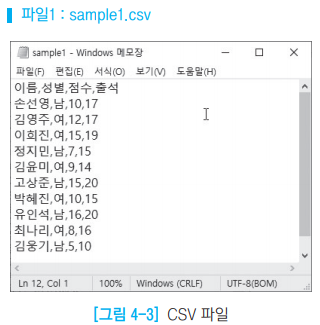 파일1 : sample1.csv
sample1 - Windows 메모장
파일(F) 편집(E) 서식(O) 보기(V) 도움말(H)
이름,성별,점수,출석
손선영,남,10,17
김영주,여,12,17
이희진,여,15,19
정지민,남,7,15
김윤미,여,9,14
고상준,남,15,20
박혜진,여,10,15
유인석,남,16,20
최나리,여,8,16
김웅기,남,5,10
Ln 12, Col 1 100% Windows (CRLF) UTF-8(BOM)
[그림 4-3] CSV 파일